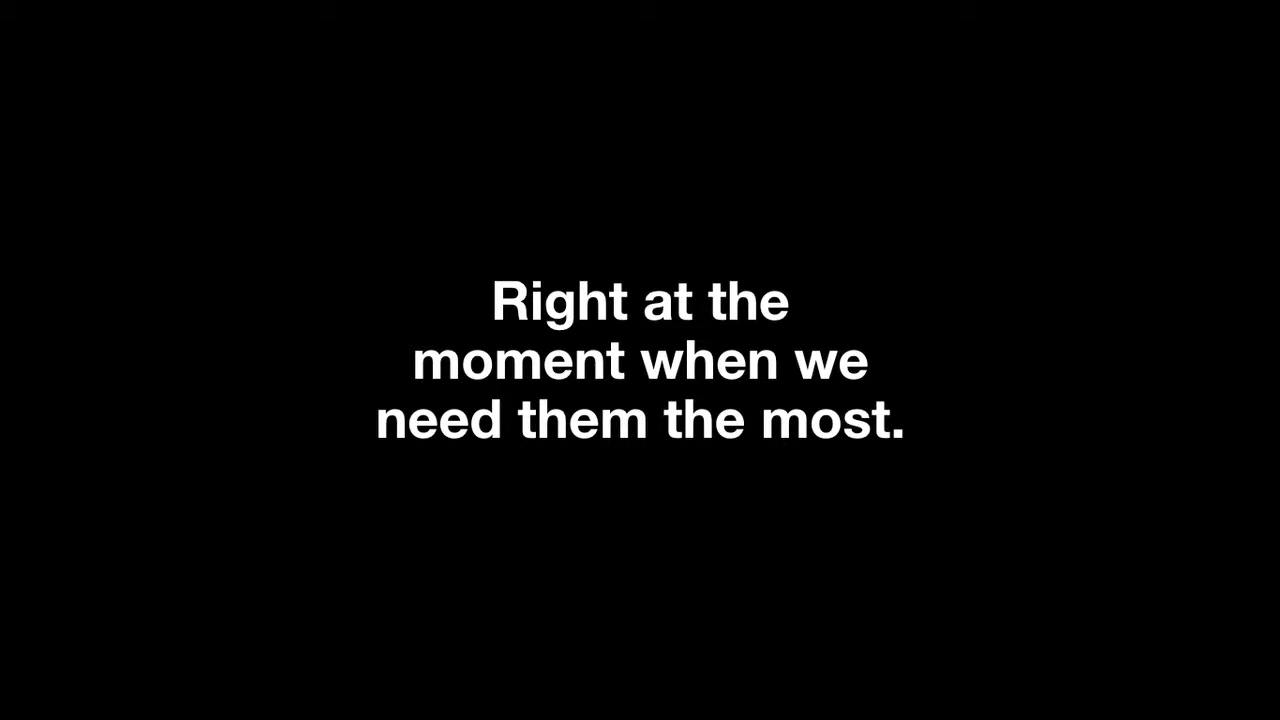 Right at the
moment when we
need them the most.